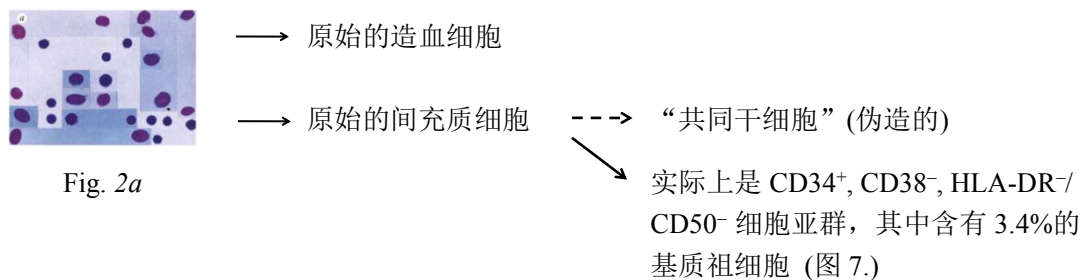 a
原始的造血细胞
原始的间充质细胞
“共同干细胞”(伪造的)
Fig. 2a
实际上是 CD34⁺, CD38⁻, HLA-DR⁻/
CD50⁻ 细胞亚群，其中含有 3.4%的
基质祖细胞 (图 7.)